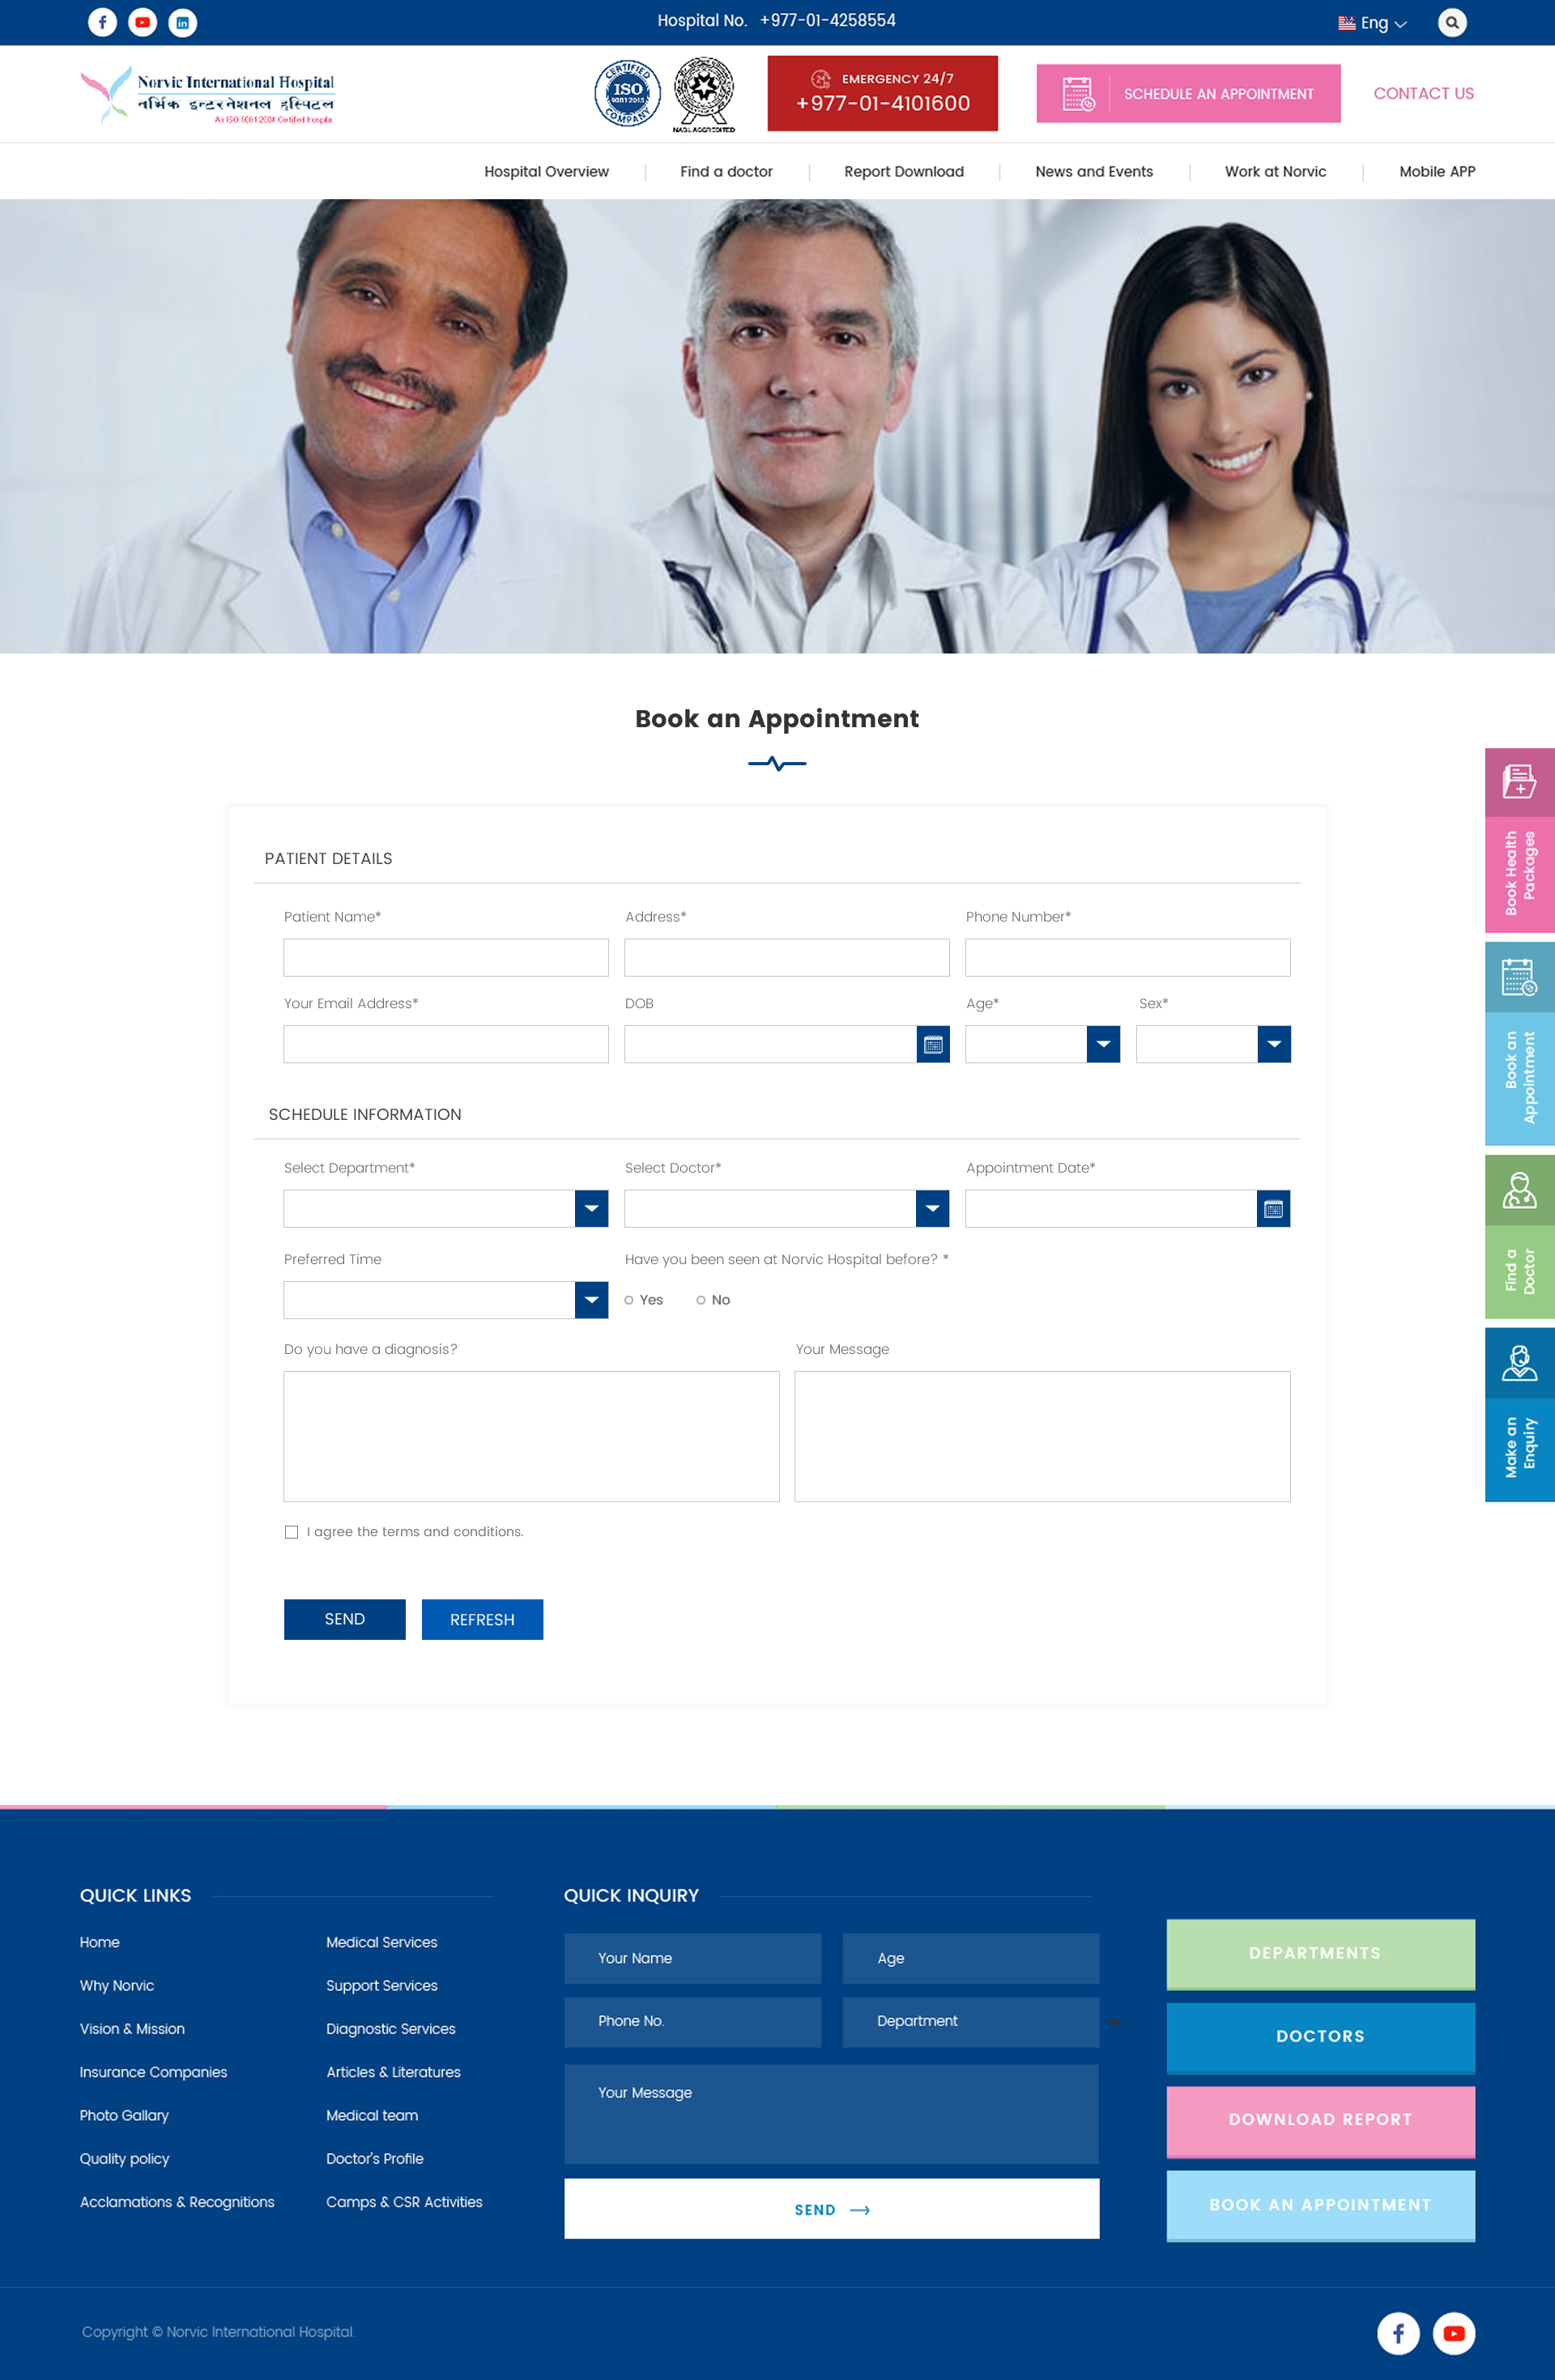 Hospital No. +977-01-4258554
Eng
Norvic International Hospital
नर्भिक इन्टरनेशनल हस्पिटल
An ISO 9001:2008 Certified Hospital
CERTIFIED
ISO
9001:2015
COMPANY
NABL ACCREDITED
EMERGENCY 24/7
+977-01-4101600
SCHEDULE AN APPOINTMENT
CONTACT US
Hospital Overview
Find a doctor
Report Download
News and Events
Work at Norvic
Mobile APP
Book an Appointment
PATIENT DETAILS
Patient Name*
Address*
Phone Number*
Your Email Address*
DOB
Age*
Sex*
SCHEDULE INFORMATION
Select Department*
Select Doctor*
Appointment Date*
Preferred Time
Have you been seen at Norvic Hospital before? *
Yes
No
Do you have a diagnosis?
Your Message
I agree the terms and conditions.
SEND
REFRESH
Book Health
Packages
Book an
Appointment
Find a
Doctor
Make an
Enquiry
QUICK LINKS
Home
Why Norvic
Vision & Mission
Insurance Companies
Photo Gallary
Quality policy
Acclamations & Recognitions
Medical Services
Support Services
Diagnostic Services
Articles & Literatures
Medical team
Doctor's Profile
Camps & CSR Activities
QUICK INQUIRY
Your Name
Age
Phone No.
Department
Your Message
SEND
DEPARTMENTS
DOCTORS
DOWNLOAD REPORT
BOOK AN APPOINTMENT
Copyright © Norvic International Hospital.